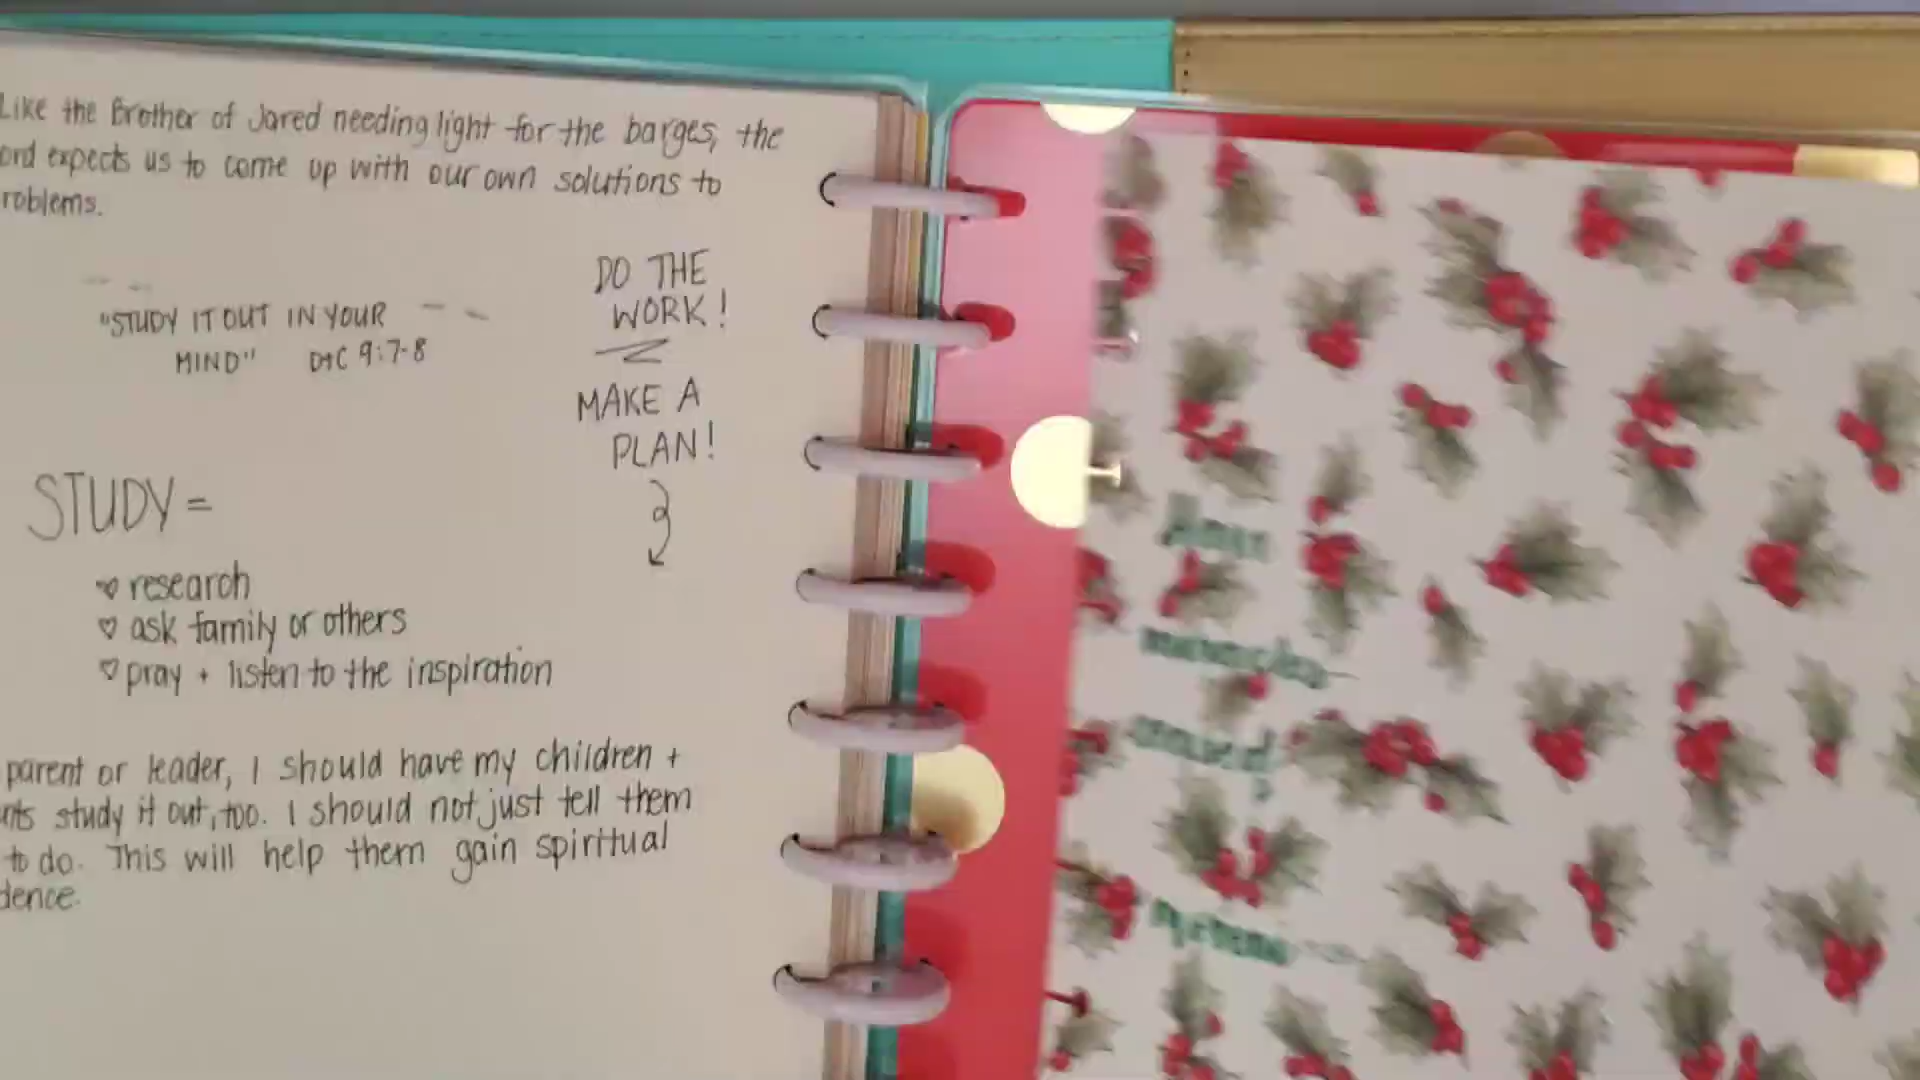 Like the Brother of Jared needing light for the barges, the
ord expects us to come up with our own solutions to
roblems.
DO THE
WORK!
"STUDY IT OUT IN YOUR
MIND" D+C 9:7-8
MAKE A
PLAN!
STUDY =
research
ask family or others
pray + listen to the inspiration
parent or leader, I should have my children +
nts study it out, too. I should not just tell them
to do. This will help them gain spiritual
dence.